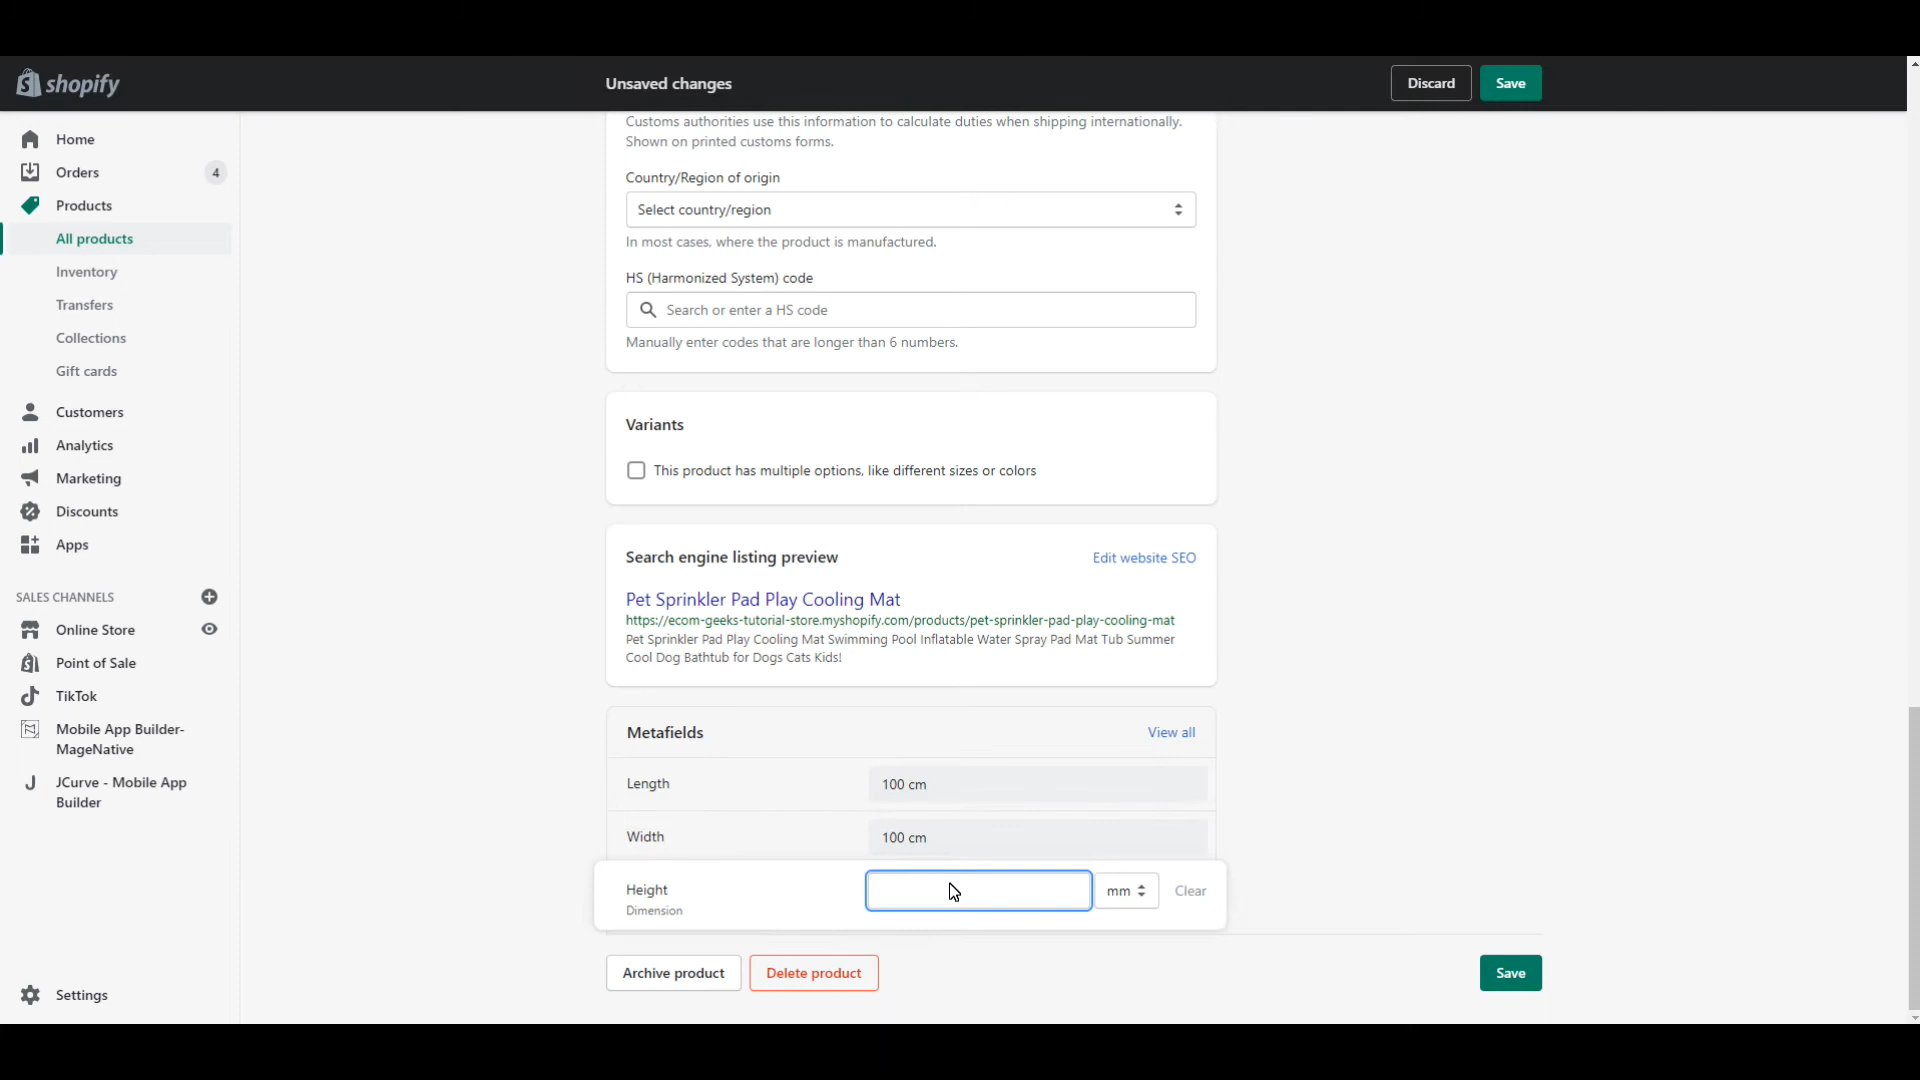 shopify
Unsaved changes
Discard
Save
Home
Orders
4
Products
All products
Inventory
Transfers
Collections
Gift cards
Customers
Analytics
Marketing
Discounts
Apps
SALES CHANNELS
Online Store
Point of Sale
TikTok
Mobile App Builder-
MageNative
JCurve - Mobile App
Builder
Settings
Customs authorities use this information to calculate duties when shipping internationally.
Shown on printed customs forms.
Country/Region of origin
Select country/region
In most cases, where the product is manufactured.
HS (Harmonized System) code
Search or enter a HS code
Manually enter codes that are longer than 6 numbers.
Variants
This product has multiple options, like different sizes or colors
Search engine listing preview
Edit website SEO
Pet Sprinkler Pad Play Cooling Mat
https://ecom-geeks-tutorial-store.myshopify.com/products/pet-sprinkler-pad-play-cooling-mat
Pet Sprinkler Pad Play Cooling Mat Swimming Pool Inflatable Water Spray Pad Mat Tub Summer
Cool Dog Bathtub for Dogs Cats Kids!
Metafields
View all
Length
100 cm
Width
100 cm
Height
Dimension
mm
Clear
Archive product
Delete product
Save